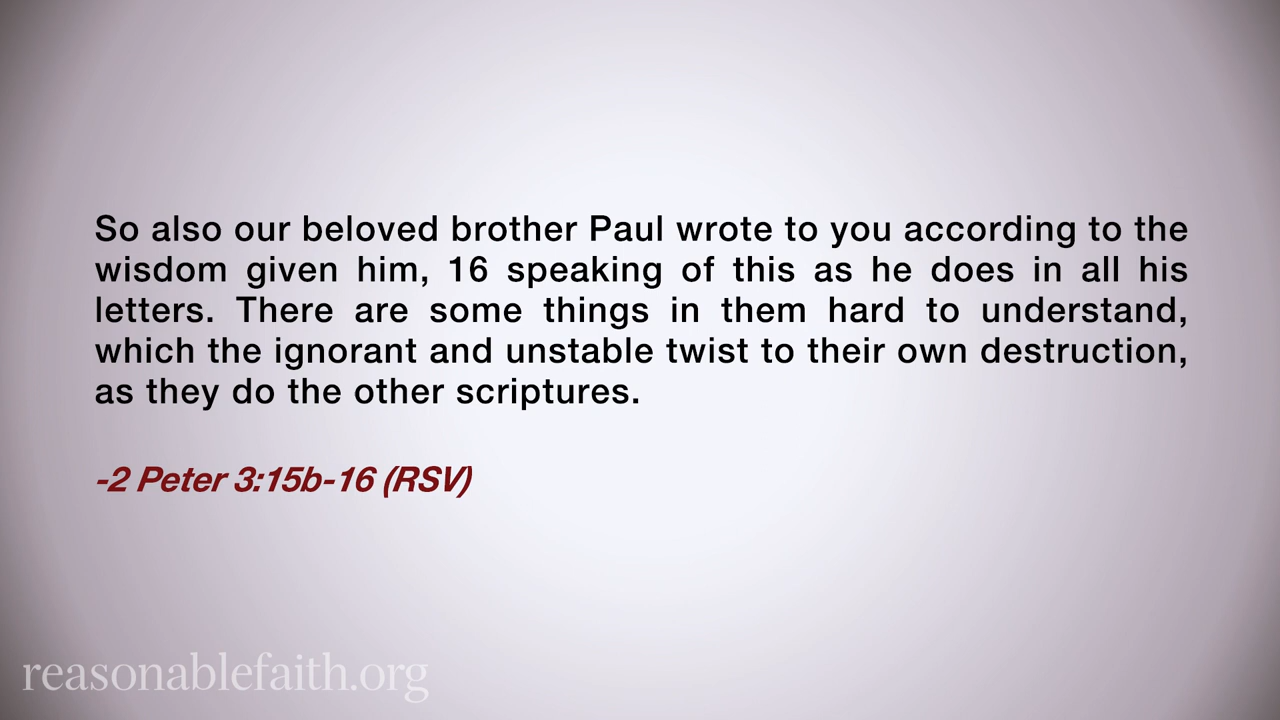 So also our beloved brother Paul wrote to you according to the
wisdom given him, 16 speaking of this as he does in all his
letters. There are some things in them hard to understand,
which the ignorant and unstable twist to their own destruction,
as they do the other scriptures.
-2 Peter 3:15b-16 (RSV)
reasonablefaith.org